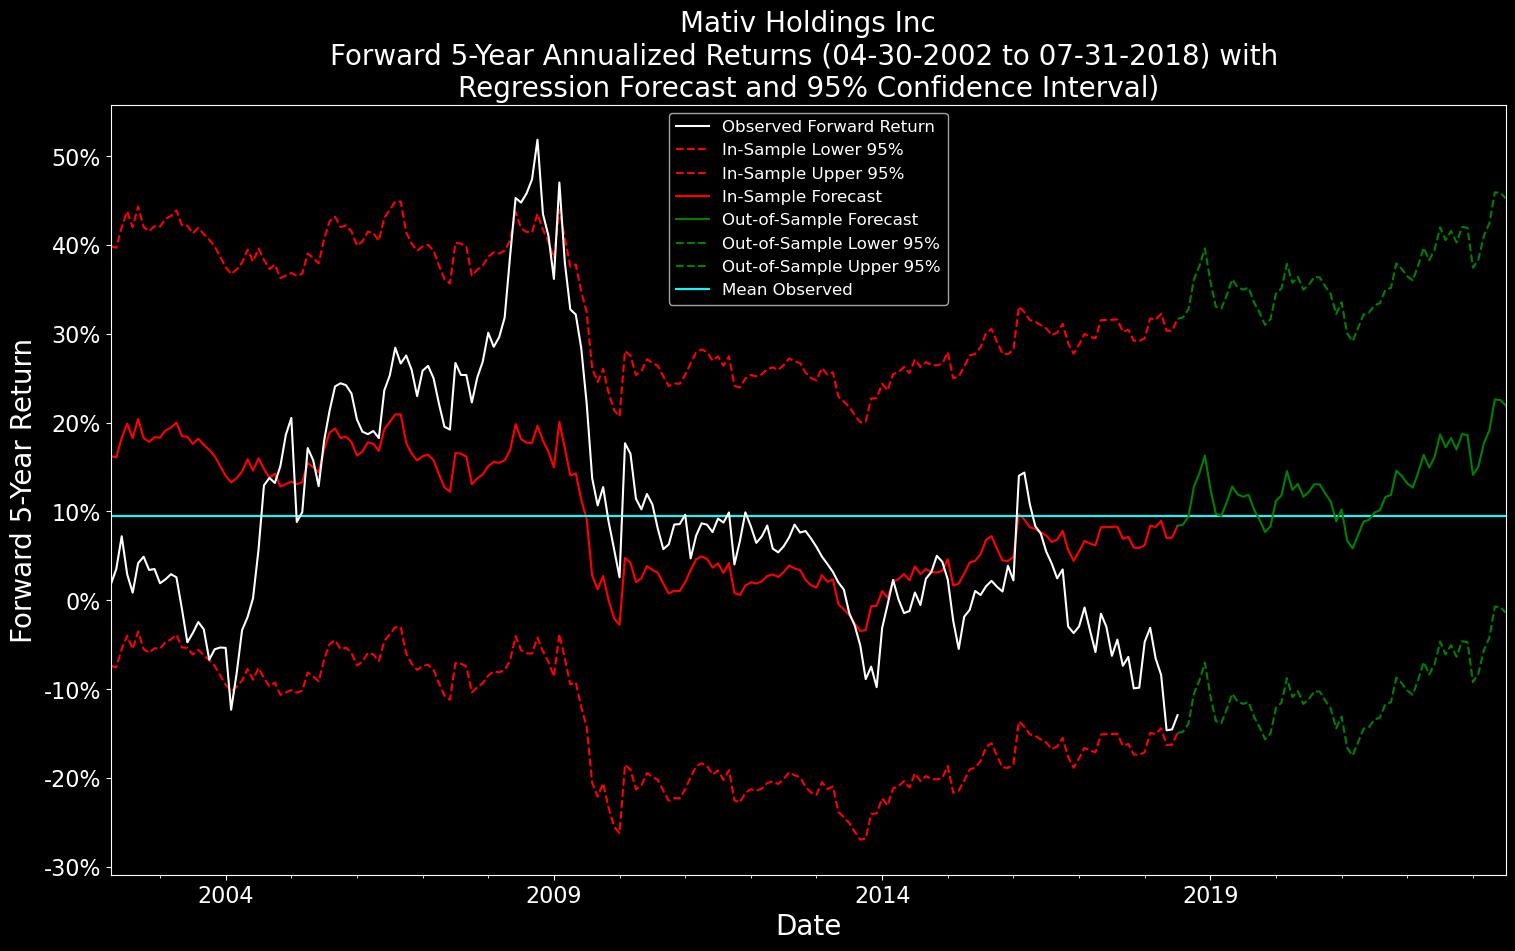 Mativ Holdings Inc
Forward 5-Year Annualized Returns (04-30-2002 to 07-31-2018) with
Regression Forecast and 95% Confidence Interval)
Observed Forward Return
In-Sample Lower 95%
In-Sample Upper 95%
In-Sample Forecast
Out-of-Sample Forecast
Out-of-Sample Lower 95%
Out-of-Sample Upper 95%
Mean Observed
Forward 5-Year Return
50%
40%
30%
20%
10%
0%
-10%
-20%
-30%
2004
2009
2014
2019
Date